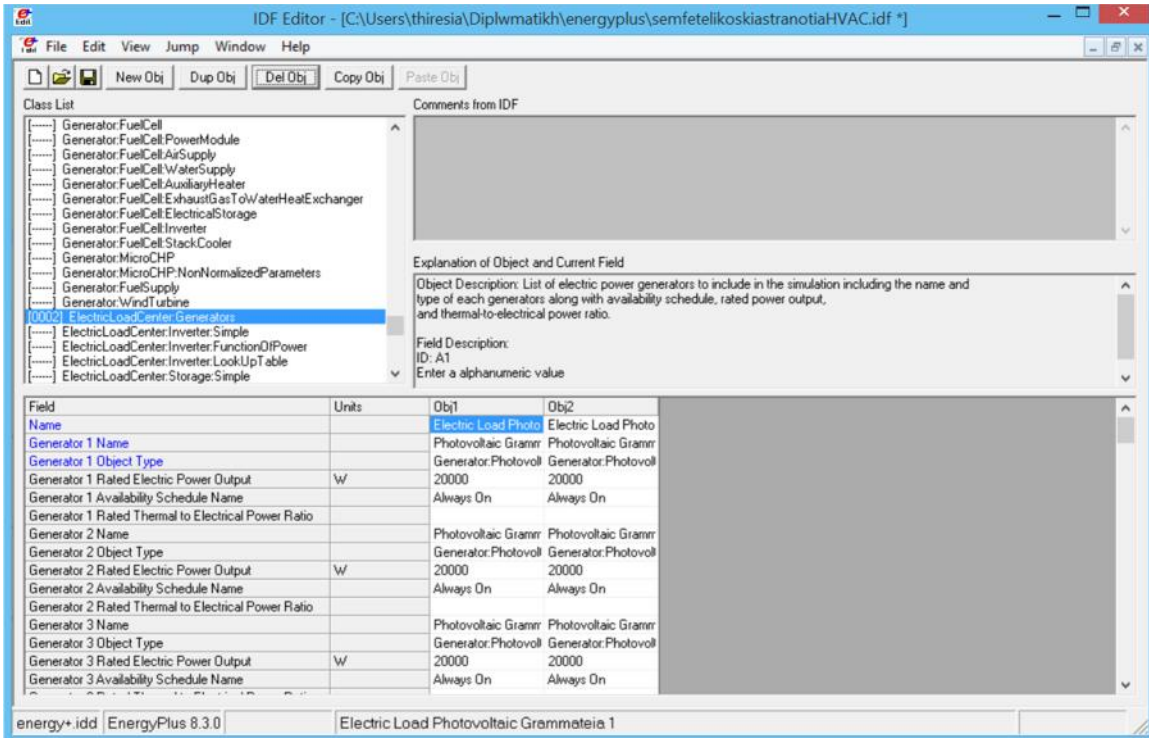 IDF Editor - [C:\Users\thiresia\Diplwmatikh\energyplus\semfetelikoskiastranotiaHVAC.idf *]
File Edit View Jump Window Help
New Obj Dup Obj Del Obj Copy Obj Paste Obj
Class List
[------] Generator:FuelCell
[------] Generator:FuelCell:PowerModule
[------] Generator:FuelCell:AirSupply
[------] Generator:FuelCell:WaterSupply
[------] Generator:FuelCell:AuxiliaryHeater
[------] Generator:FuelCell:ExhaustGasToWaterHeatExchanger
[------] Generator:FuelCell:ElectricalStorage
[------] Generator:FuelCell:Inverter
[------] Generator:FuelCell:StackCooler
[------] Generator:MicroCHP
[------] Generator:MicroCHP:NonNormalizedParameters
[------] Generator:FuelSupply
[------] Generator:WindTurbine
[0002] ElectricLoadCenter:Generators
[------] ElectricLoadCenter:Inverter:Simple
[------] ElectricLoadCenter:Inverter:FunctionOfPower
[------] ElectricLoadCenter:Inverter:LookUpTable
[------] ElectricLoadCenter:Storage:Simple
Comments from IDF
Explanation of Object and Current Field
Object Description: List of electric power generators to include in the simulation including the name and
type of each generators along with availability schedule, rated power output,
and thermal-to-electrical power ratio.
Field Description:
ID: A1
Enter a alphanumeric value
Field Units Obj1 Obj2
Name Electric Load Photo Electric Load Photo
Generator 1 Name Photovoltaic Gramm Photovoltaic Gramm
Generator 1 Object Type Generator:Photovolt Generator:Photovolt
Generator 1 Rated Electric Power Output W 20000 20000
Generator 1 Availability Schedule Name Always On Always On
Generator 1 Rated Thermal to Electrical Power Ratio
Generator 2 Name Photovoltaic Gramm Photovoltaic Gramm
Generator 2 Object Type Generator:Photovolt Generator:Photovolt
Generator 2 Rated Electric Power Output W 20000 20000
Generator 2 Availability Schedule Name Always On Always On
Generator 2 Rated Thermal to Electrical Power Ratio
Generator 3 Name Photovoltaic Gramm Photovoltaic Gramm
Generator 3 Object Type Generator:Photovolt Generator:Photovolt
Generator 3 Rated Electric Power Output W 20000 20000
Generator 3 Availability Schedule Name Always On Always On
energy+.idd EnergyPlus 8.3.0 Electric Load Photovoltaic Grammateia 1